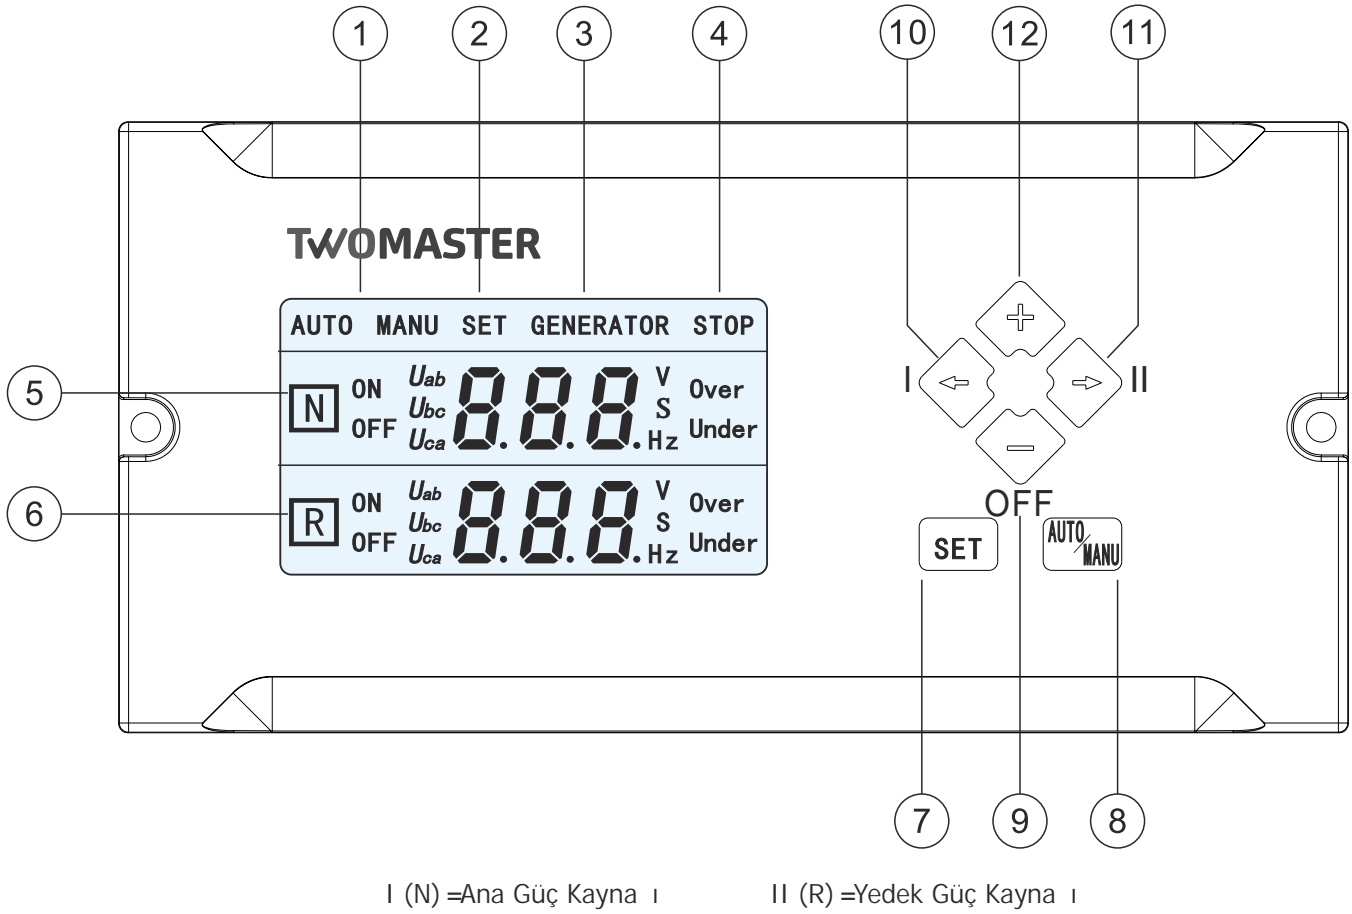 1 2 3 4 10 12 11
TWOMASTER
AUTO MANU SET GENERATOR STOP
5
N ON OFF Uab Ubc Uca 8.8.8 V S Hz Over Under
6
R ON OFF Uab Ubc Uca 8.8.8 V S Hz Over Under
+
I II
−
OFF
SET AUTO/MANU
7 9 8
I (N) =Ana Güç Kayna ı II (R) =Yedek Güç Kayna ı